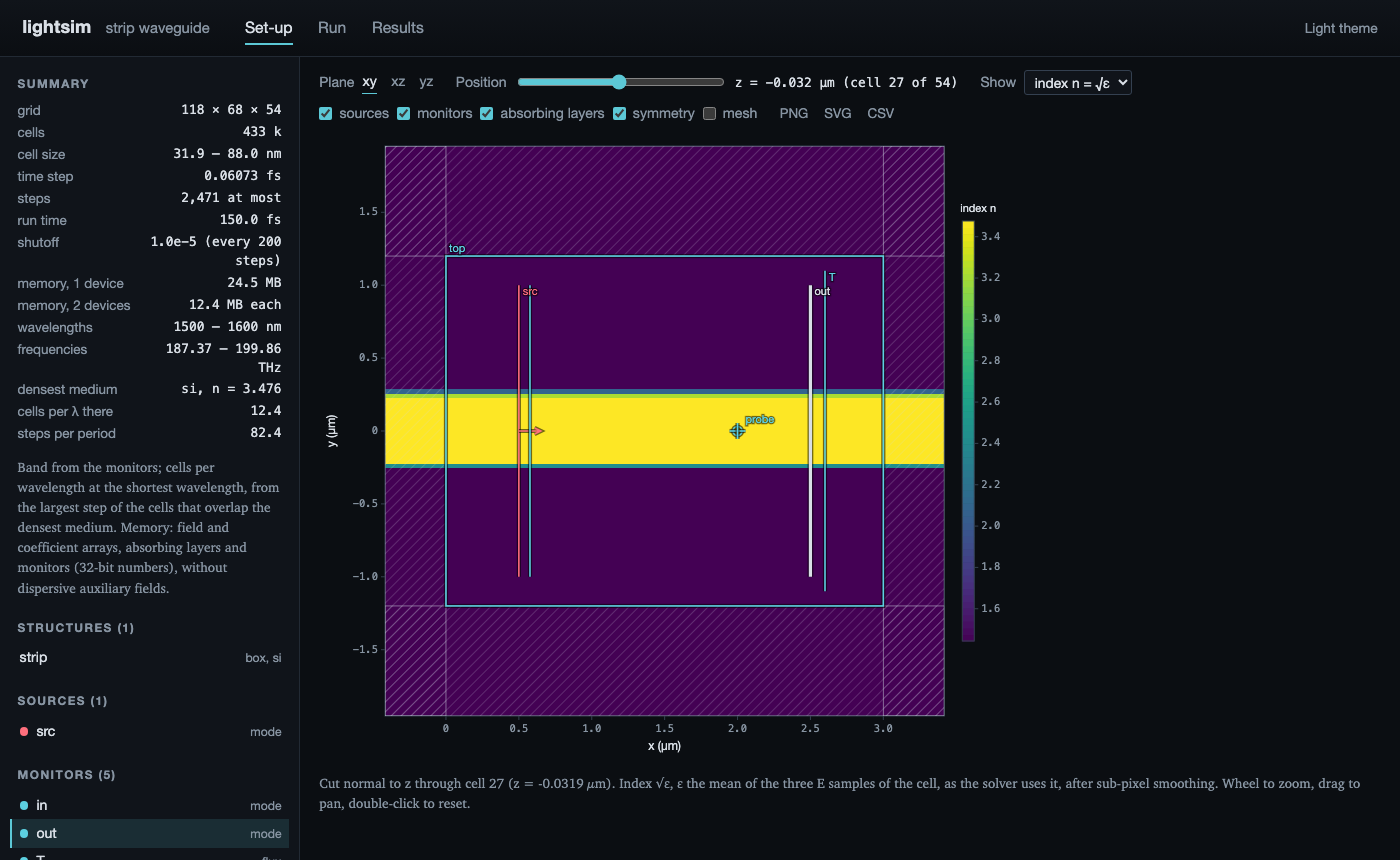 lightsim strip waveguide Set-up Run Results Light theme
SUMMARY
grid 118 × 68 × 54
cells 433 k
cell size 31.9 – 88.0 nm
time step 0.06073 fs
steps 2,471 at most
run time 150.0 fs
shutoff 1.0e-5 (every 200
steps)
memory, 1 device 24.5 MB
memory, 2 devices 12.4 MB each
wavelengths 1500 – 1600 nm
frequencies 187.37 – 199.86
THz
densest medium si, n = 3.476
cells per λ there 12.4
steps per period 82.4
Band from the monitors; cells per
wavelength at the shortest wavelength, from
the largest step of the cells that overlap the
densest medium. Memory: field and
coefficient arrays, absorbing layers and
monitors (32-bit numbers), without
dispersive auxiliary fields.
STRUCTURES (1)
strip box, si
SOURCES (1)
src mode
MONITORS (5)
in mode
out mode
Plane xy xz yz Position z = −0.032 µm (cell 27 of 54) Show index n = √ε
sources monitors absorbing layers symmetry mesh PNG SVG CSV
index n
1.5
1.0
0.5
0
−0.5
−1.0
−1.5
y (µm)
top
src
T
out
probe
0 0.5 1.0 1.5 2.0 2.5 3.0
x (µm)
3.4
3.2
3.0
2.8
2.6
2.4
2.2
2.0
1.8
1.6
Cut normal to z through cell 27 (z = -0.0319 µm). Index √ε, ε the mean of the three E samples of the cell, as the solver uses it, after sub-pixel smoothing. Wheel to zoom, drag to
pan, double-click to reset.